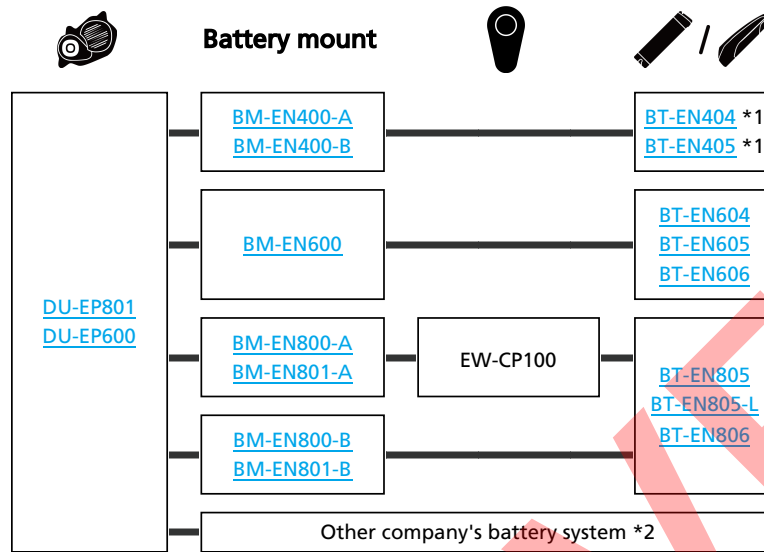 Battery mount
DU-EP801
DU-EP600
BM-EN400-A
BM-EN400-B
BT-EN404 *1
BT-EN405 *1
BM-EN600
BT-EN604
BT-EN605
BT-EN606
BM-EN800-A
BM-EN801-A
EW-CP100
BT-EN805
BT-EN805-L
BT-EN806
BM-EN800-B
BM-EN801-B
Other company's battery system *2